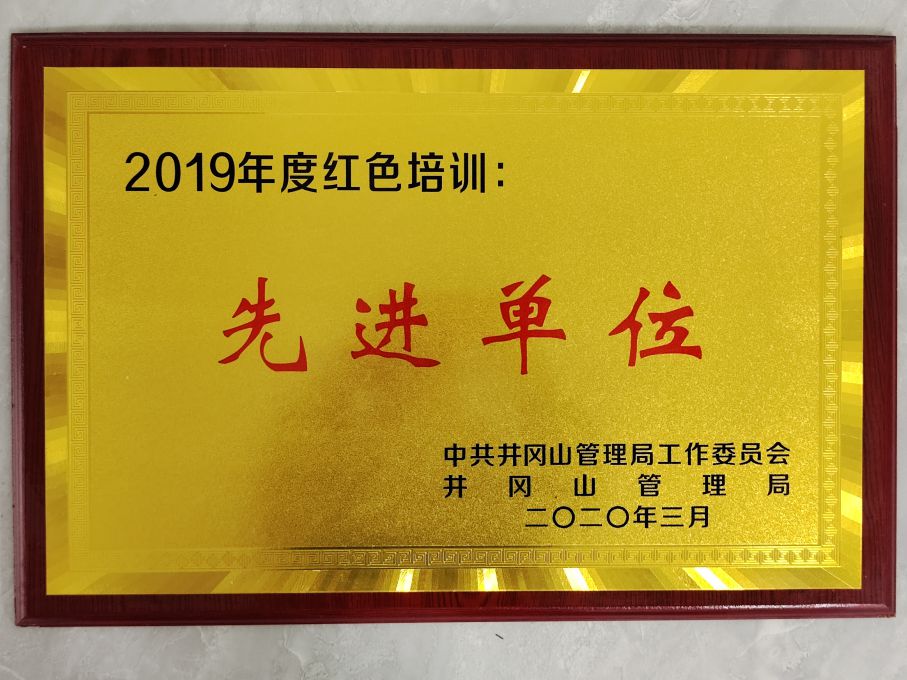 2019年度红色培训：
先进单位
中共井冈山管理局工作委员会
井冈山管理局
二〇二〇年三月